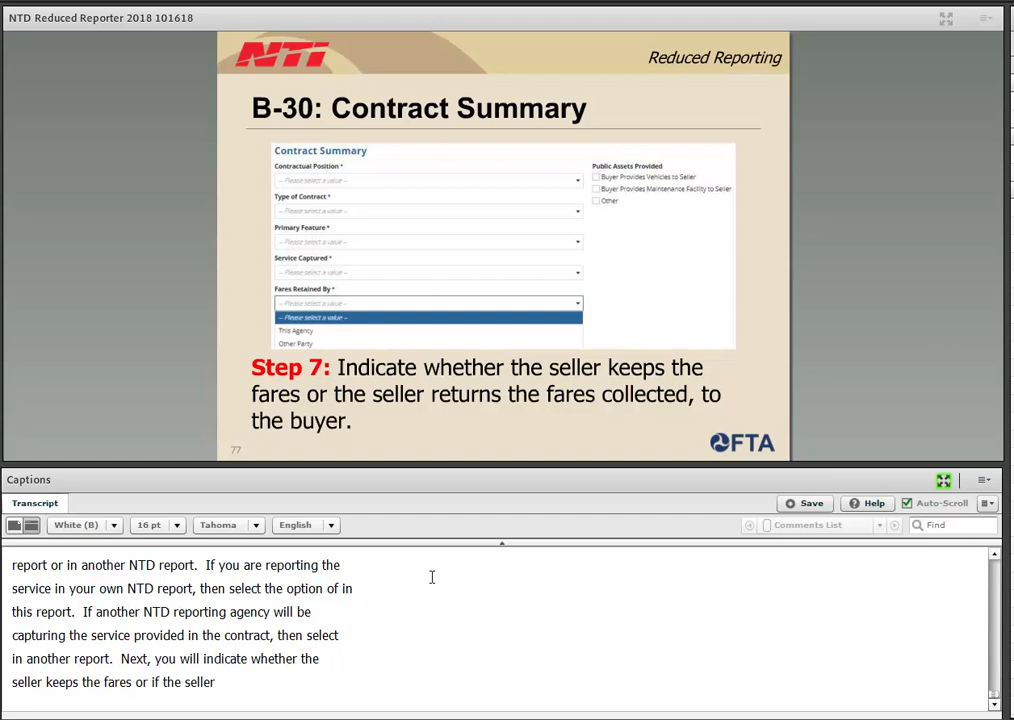 NTD Reduced Reporter 2018 101618
NTI
Reduced Reporting
B-30: Contract Summary
Contract Summary
Contractual Position *
-- Please select a value --
Type of Contract *
-- Please select a value --
Primary Feature *
-- Please select a value --
Service Captured *
-- Please select a value --
Fares Retained By *
-- Please select a value --
-- Please select a value --
This Agency
Other Party
Public Assets Provided
Buyer Provides Vehicles to Seller
Buyer Provides Maintenance Facility to Seller
Other
Step 7: Indicate whether the seller keeps the
fares or the seller returns the fares collected, to
the buyer.
77
FTA
Captions
Transcript
Save
Help
Auto-Scroll
White (B)
16 pt
Tahoma
English
Comments List
Find
report or in another NTD report.  If you are reporting the
service in your own NTD report, then select the option of in
this report.  If another NTD reporting agency will be
capturing the service provided in the contract, then select
in another report.  Next, you will indicate whether the
seller keeps the fares or if the seller